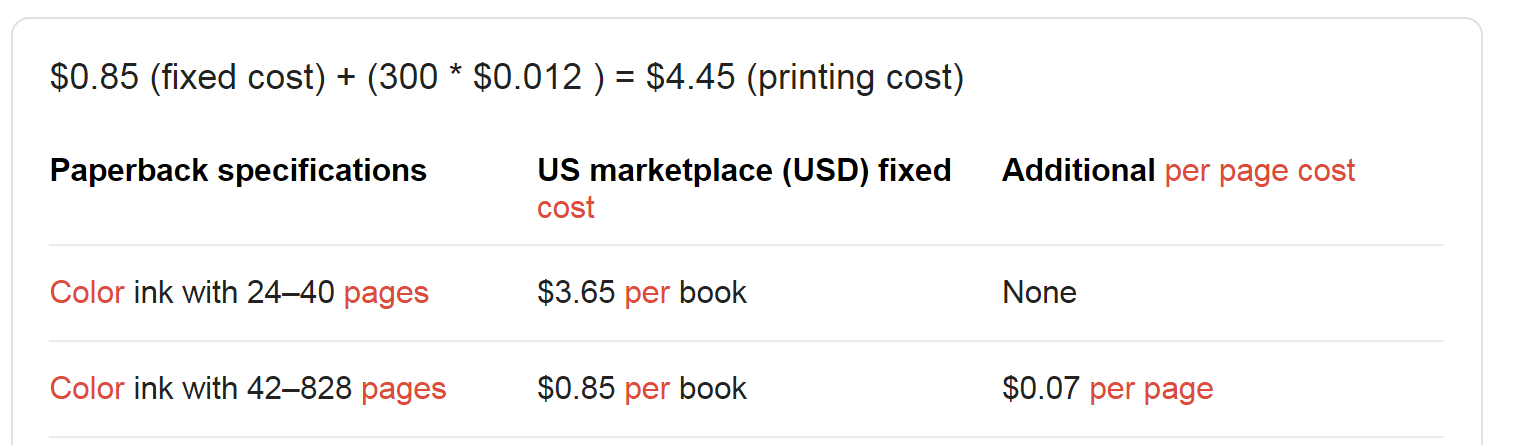 $0.85 (fixed cost) + (300 * $0.012 ) = $4.45 (printing cost)
Paperback specifications US marketplace (USD) fixed cost Additional per page cost
Color ink with 24–40 pages $3.65 per book None
Color ink with 42–828 pages $0.85 per book $0.07 per page